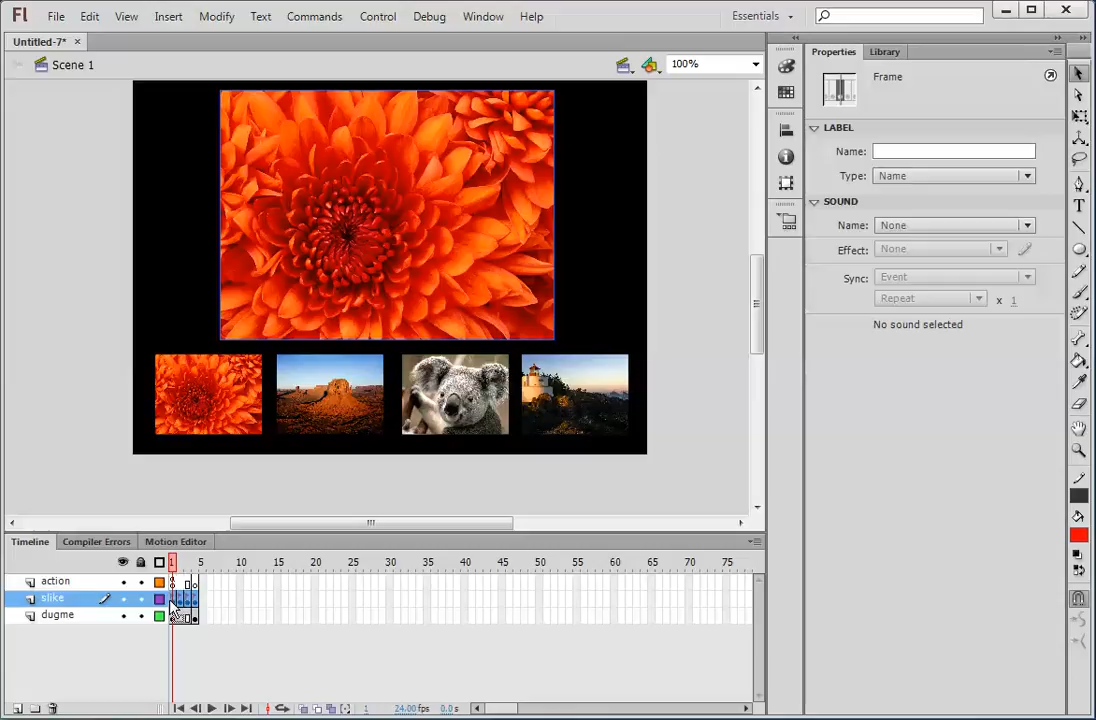 Fl File Edit View Insert Modify Text Commands Control Debug Window Help Essentials
Untitled-7* ×
Scene 1 100%
Properties Library
Frame
LABEL
Name:
Type: Name
SOUND
Name: None
Effect: None
Sync: Event
Repeat x 1
No sound selected
Timeline Compiler Errors Motion Editor
1 5 10 15 20 25 30 35 40 45 50 55 60 65 70 75
action
slike
dugme
1 24.00 fps 0.0 s